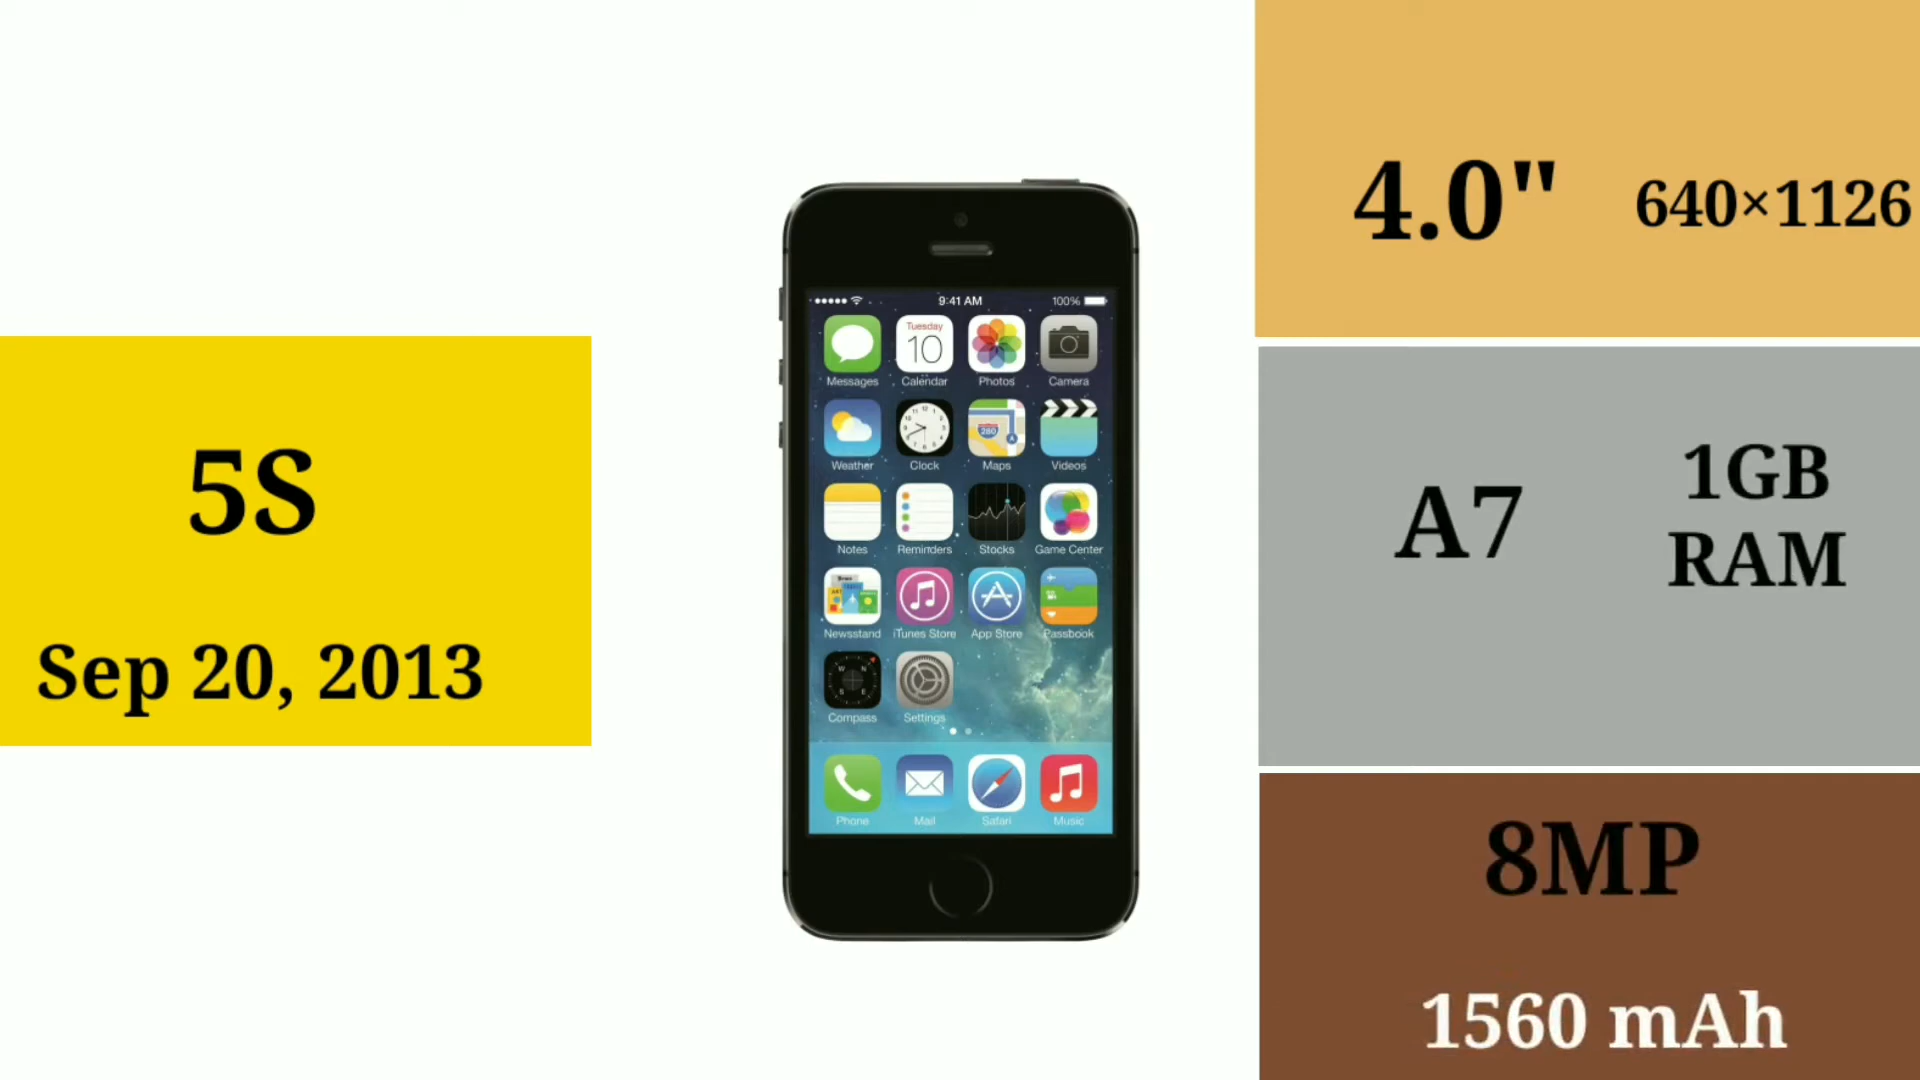 5S
Sep 20, 2013
9:41 AM 100%
Tuesday
10
Messages Calendar Photos Camera
280
Weather Clock Maps Videos
Notes Reminders Stocks Game Center
Newsstand iTunes Store App Store Passbook
Compass Settings
Phone Mail Safari Music
4.0" 640×1126
A7
1GB
RAM
8MP
1560 mAh